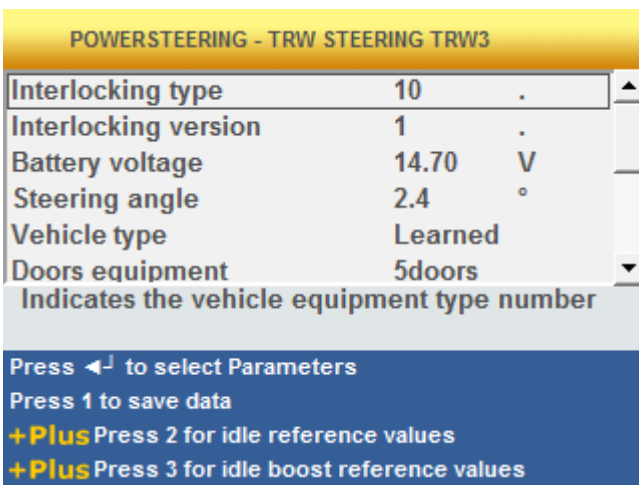 POWERSTEERING - TRW STEERING TRW3
Interlocking type 10 .
Interlocking version 1 .
Battery voltage 14.70 V
Steering angle 2.4 °
Vehicle type Learned
Doors equipment 5doors
Indicates the vehicle equipment type number
Press ◄┘ to select Parameters
Press 1 to save data
+Plus Press 2 for idle reference values
+Plus Press 3 for idle boost reference values